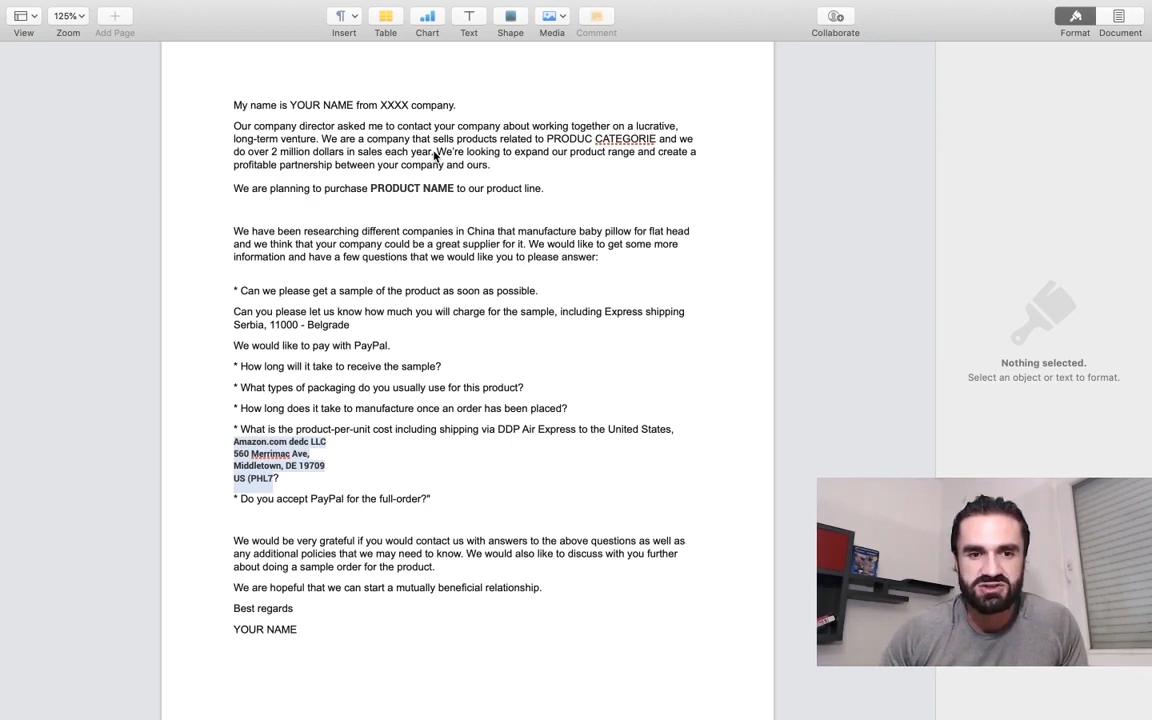 125%
View
Zoom
Add Page
Insert
Table
Chart
Text
Shape
Media
Comment
Collaborate
Format
Document
My name is YOUR NAME from XXXX company.
Our company director asked me to contact your company about working together on a lucrative,
long-term venture. We are a company that sells products related to PRODUC CATEGORIE and we
do over 2 million dollars in sales each year. We're looking to expand our product range and create a
profitable partnership between your company and ours.
We are planning to purchase PRODUCT NAME to our product line.
We have been researching different companies in China that manufacture baby pillow for flat head
and we think that your company could be a great supplier for it. We would like to get some more
information and have a few questions that we would like you to please answer:
* Can we please get a sample of the product as soon as possible.
Can you please let us know how much you will charge for the sample, including Express shipping
Serbia, 11000 - Belgrade
We would like to pay with PayPal.
* How long will it take to receive the sample?
* What types of packaging do you usually use for this product?
* How long does it take to manufacture once an order has been placed?
* What is the product-per-unit cost including shipping via DDP Air Express to the United States,
Amazon.com dedc LLC
560 Merrimac Ave,
Middletown, DE 19709
US (PHL7?
* Do you accept PayPal for the full-order?"
We would be very grateful if you would contact us with answers to the above questions as well as
any additional policies that we may need to know. We would also like to discuss with you further
about doing a sample order for the product.
We are hopeful that we can start a mutually beneficial relationship.
Best regards
YOUR NAME
Nothing selected.
Select an object or text to format.